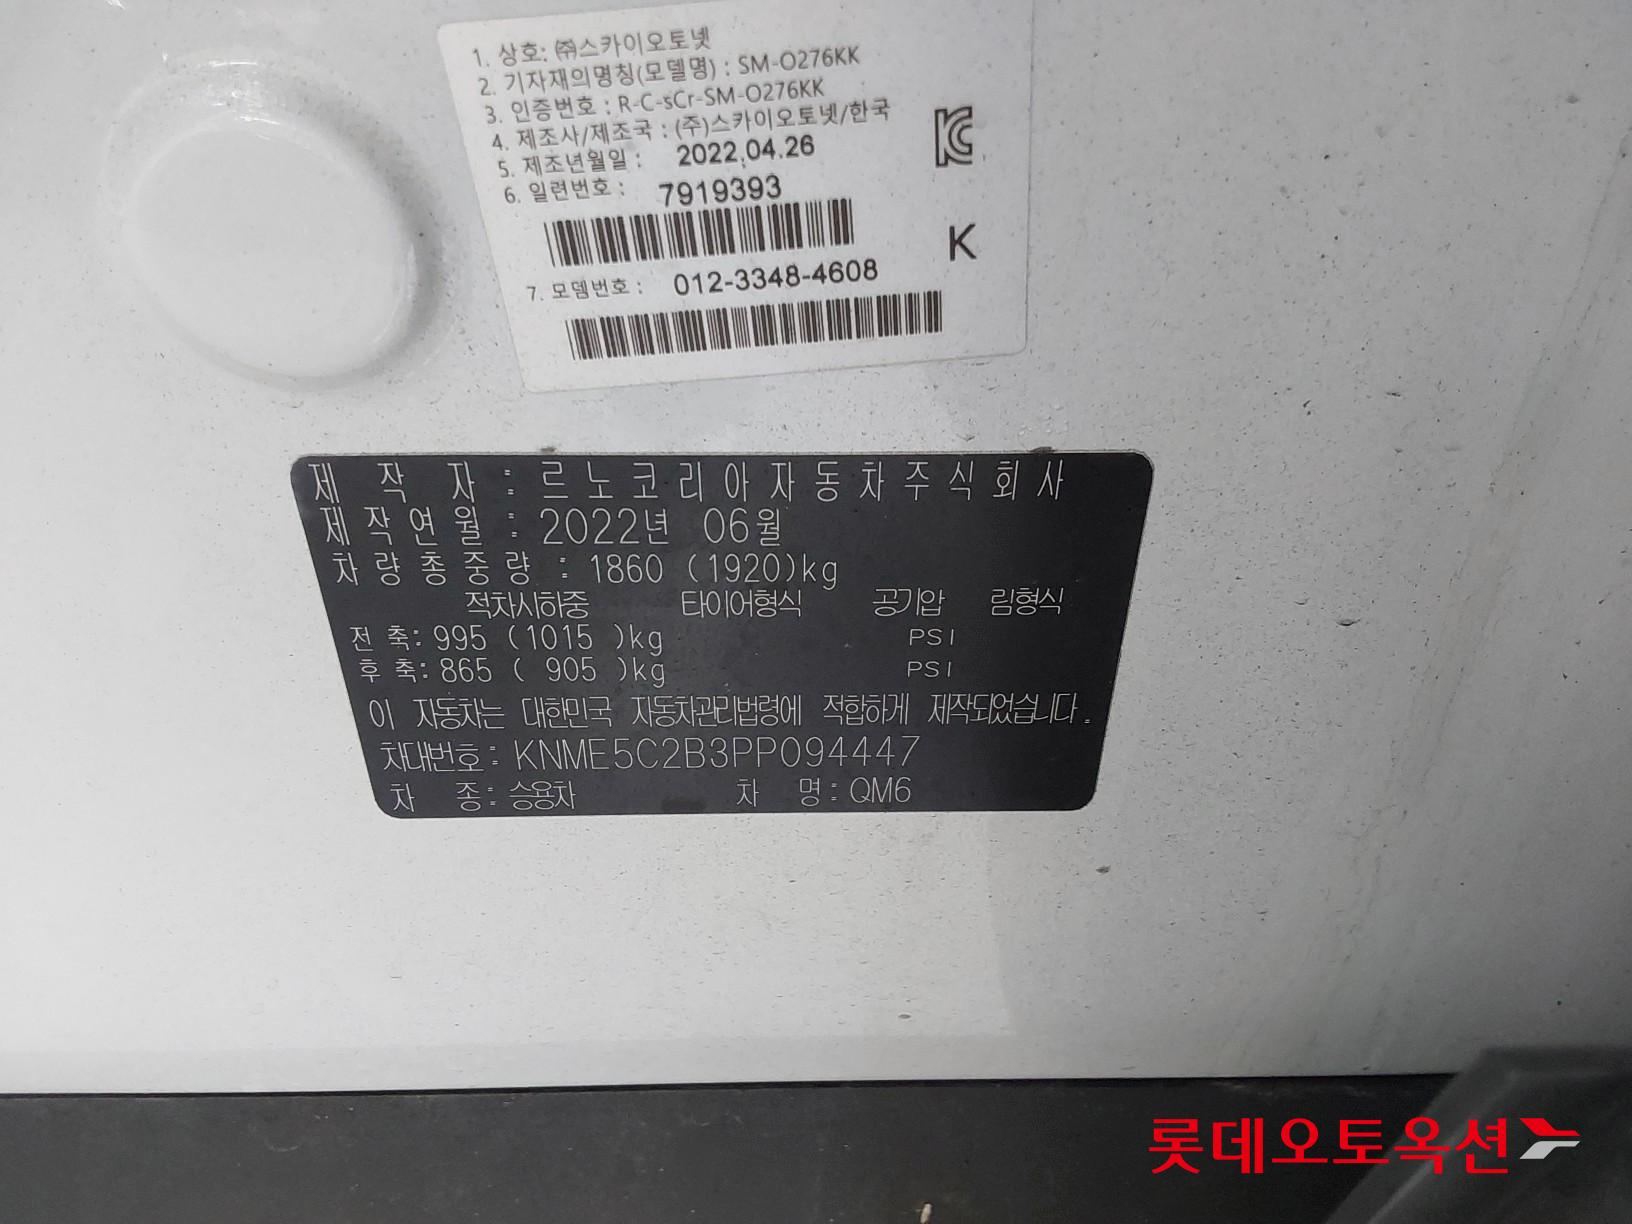 1. 상호: ㈜스카이오토넷
2. 기자재의명칭(모델명) : SM-O276KK
3. 인증번호 : R-C-sCr-SM-O276KK
4. 제조사/제조국 : (주)스카이오토넷/한국
5. 제조년월일 : 2022.04.26
6. 일련번호 : 7919393
K
7. 모뎀번호 : 012-3348-4608
제 작 자 : 르노코리아자동차주식회사
제작연월 : 2022년 06월
차량총중량 : 1860 (1920)kg
적차시하중 타이어형식 공기압 림형식
전 축: 995 (1015 )kg PSI
후 축: 865 ( 905 )kg PSI
이 자동차는 대한민국 자동차관리법령에 적합하게 제작되었습니다.
차대번호: KNME5C2B3PP094447
차 종: 승용차 차 명: QM6
롯데오토옥션